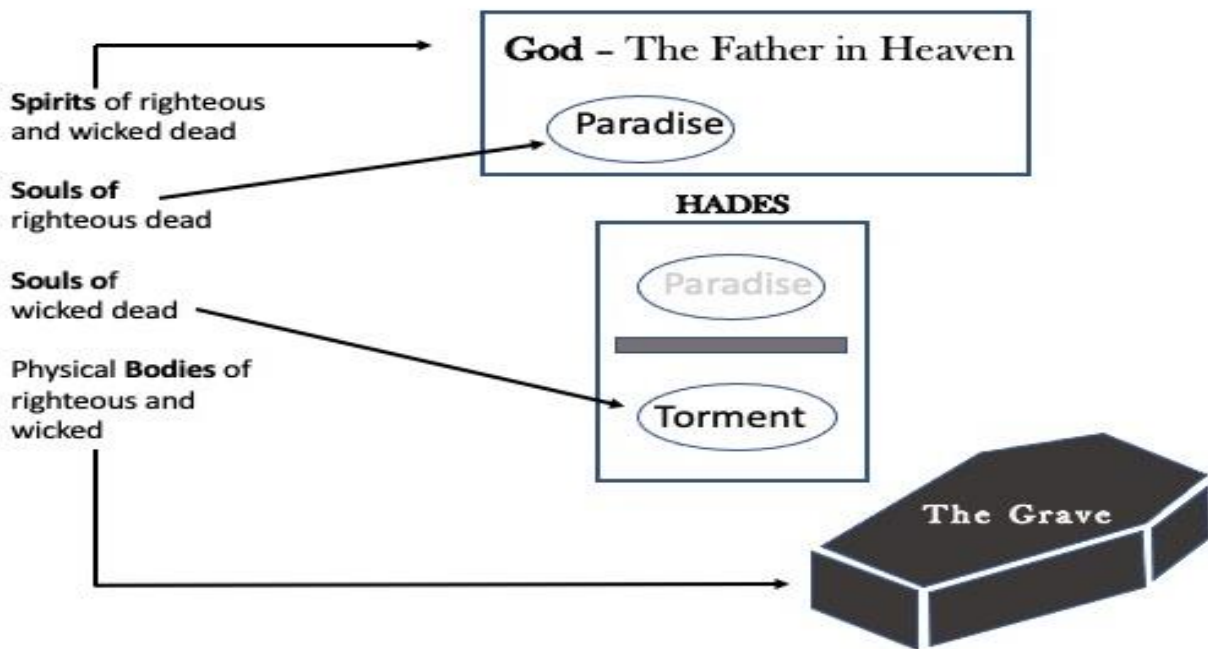 God – The Father in Heaven
Spirits of righteous
and wicked dead
Paradise
Souls of
righteous dead
HADES
Souls of
wicked dead
Paradise
Physical Bodies of
righteous and
wicked
Torment
The Grave